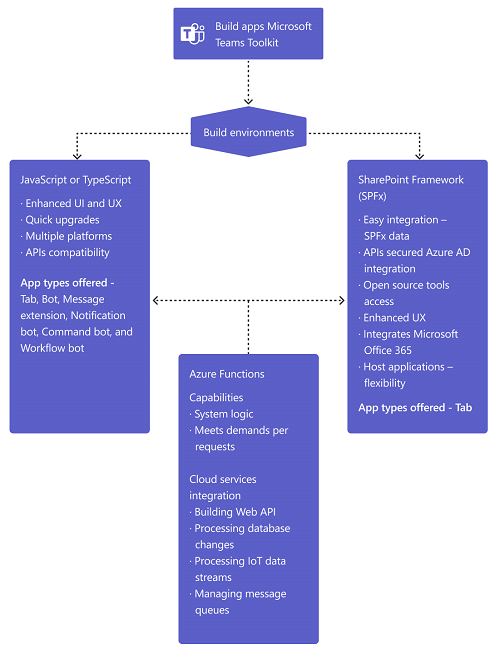 Build apps Microsoft
Teams Toolkit
Build environments
JavaScript or TypeScript
· Enhanced UI and UX
· Quick upgrades
· Multiple platforms
· APIs compatibility
App types offered -
Tab, Bot, Message
extension, Notification
bot, Command bot, and
Workflow bot
SharePoint Framework
(SPFx)
· Easy integration –
SPFx data
· APIs secured Azure AD
integration
· Open source tools
access
· Enhanced UX
· Integrates Microsoft
Office 365
· Host applications –
flexibility
App types offered - Tab
Azure Functions
Capabilities
· System logic
· Meets demands per
requests
Cloud services
integration
· Building Web API
· Processing database
changes
· Processing IoT data
streams
· Managing message
queues